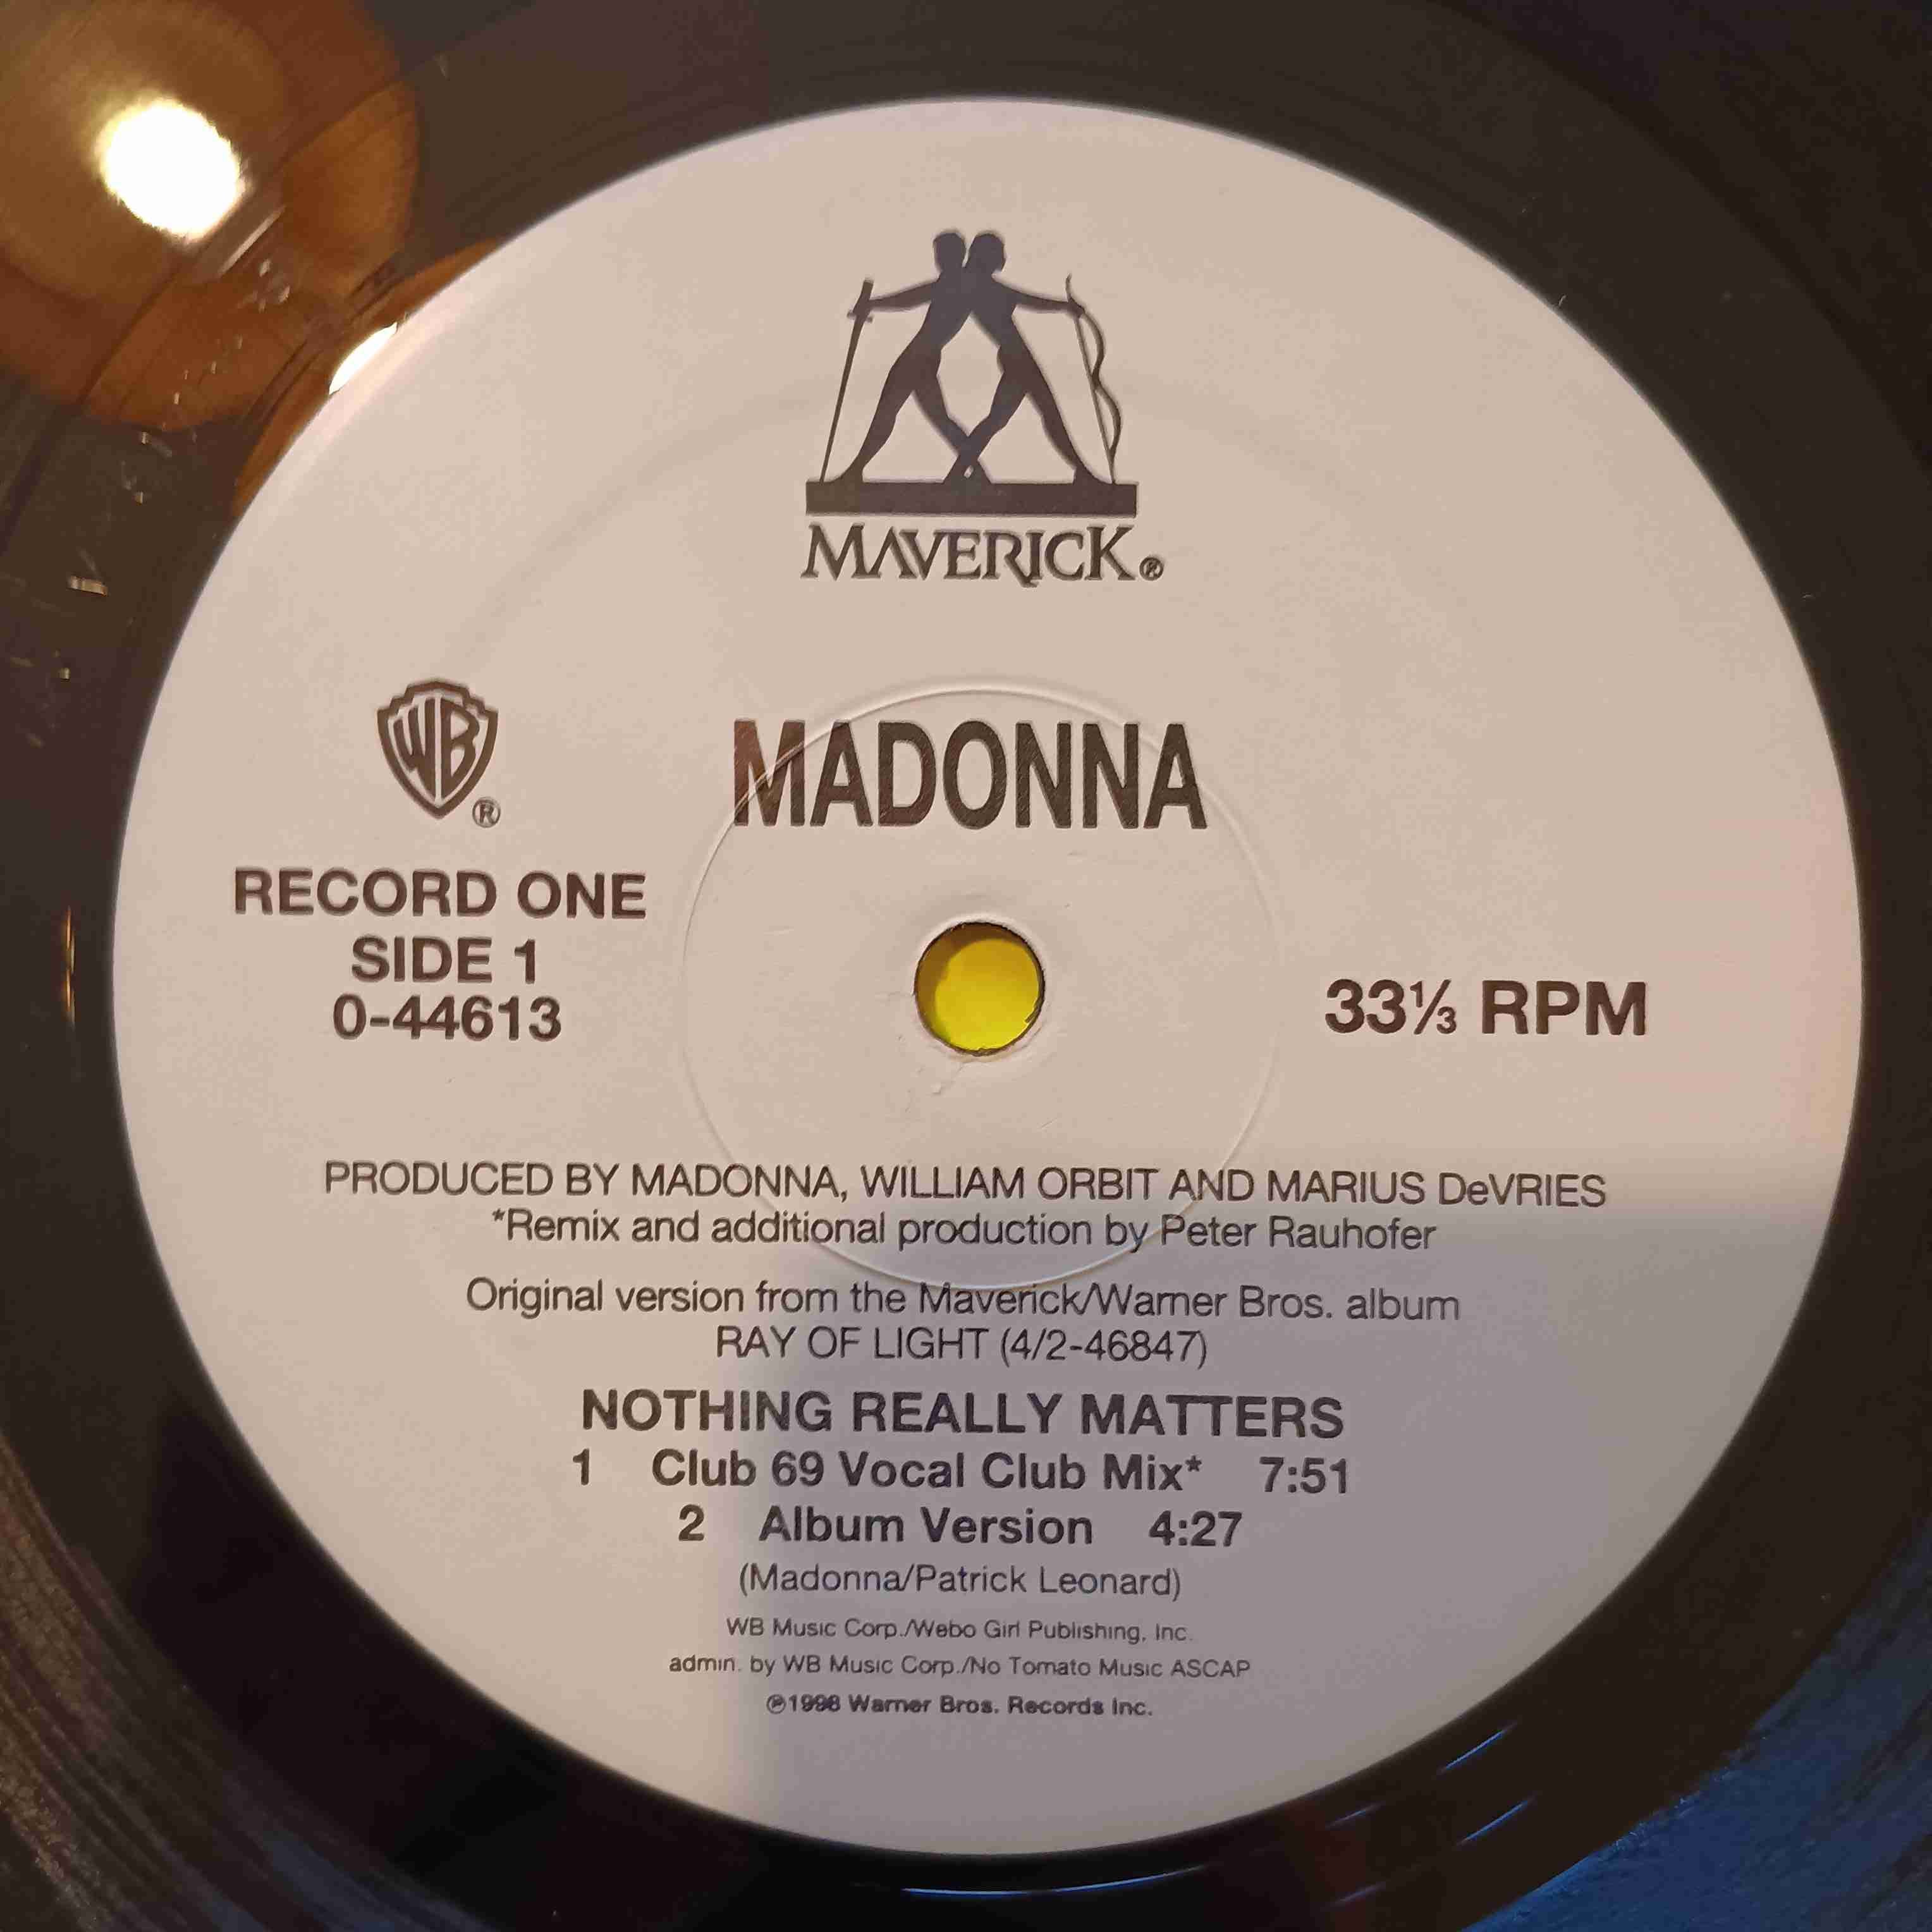 MAVERICK®
WB®
MADONNA
RECORD ONE
SIDE 1
0-44613
33⅓ RPM
PRODUCED BY MADONNA, WILLIAM ORBIT AND MARIUS DeVRIES
*Remix and additional production by Peter Rauhofer
Original version from the Maverick/Warner Bros. album
RAY OF LIGHT (4/2-46847)
NOTHING REALLY MATTERS
1 Club 69 Vocal Club Mix* 7:51
2 Album Version 4:27
(Madonna/Patrick Leonard)
WB Music Corp./Webo Girl Publishing, Inc.
admin. by WB Music Corp./No Tomato Music ASCAP
℗1998 Warner Bros. Records Inc.